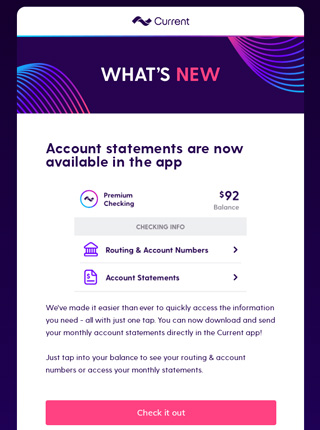 Current
WHAT'S NEW
Account statements are now
available in the app
Premium
Checking
$92
Balance
CHECKING INFO
Routing & Account Numbers
Account Statements
We've made it easier than ever to quickly access the information
you need - all with just one tap. You can now download and send
your monthly account statements directly in the Current app!
Just tap into your balance to see your routing & account
numbers or access your monthly statements.
Check it out